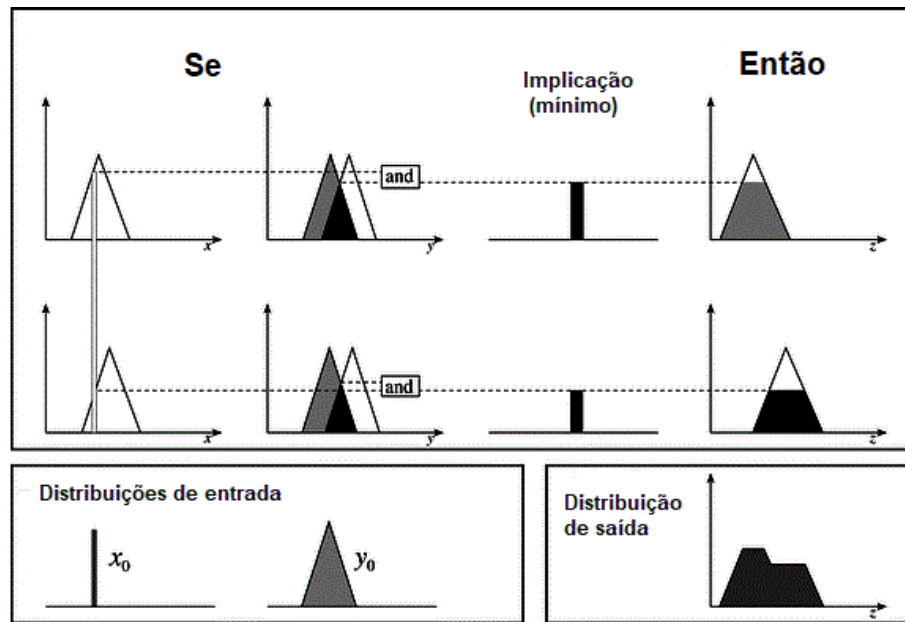 Se
Implicação
(mínimo)
Então
and
x
y
z
and
x
y
z
Distribuições de entrada
x0
y0
Distribuição
de saída
z